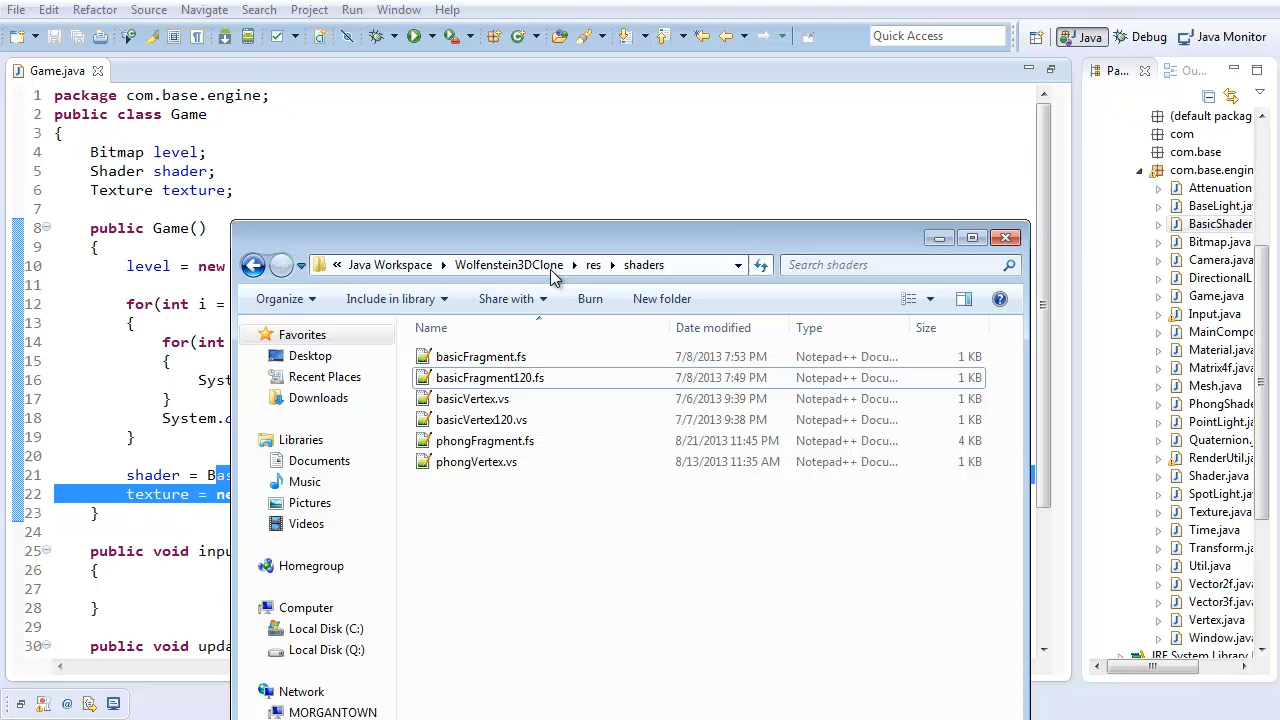 File Edit Refactor Source Navigate Search Project Run Window Help
Quick Access Java Debug Java Monitor
Game.java
Pa... Ou...
1 package com.base.engine;
2 public class Game
3 {
4 Bitmap level;
5 Shader shader;
6 Texture texture;
7
8 public Game()
9 {
10 level = new
11
12 for(int i =
13 {
14 for(int
15 {
16 Syst
17 }
18 System.o
19 }
20
21 shader = Bas
22 texture = ne
23 }
24
25 public void inpu
26 {
27
28 }
29
30 public void upda
Java Workspace Wolfenstein3DClone res shaders
Search shaders
Organize Include in library Share with Burn New folder
Favorites
Desktop
Recent Places
Downloads
Libraries
Documents
Music
Pictures
Videos
Homegroup
Computer
Local Disk (C:)
Local Disk (Q:)
Network
MORGANTOWN
Name Date modified Type Size
basicFragment.fs 7/8/2013 7:53 PM Notepad++ Docu... 1 KB
basicFragment120.fs 7/8/2013 7:49 PM Notepad++ Docu... 1 KB
basicVertex.vs 7/6/2013 9:39 PM Notepad++ Docu... 1 KB
basicVertex120.vs 7/7/2013 9:38 PM Notepad++ Docu... 1 KB
phongFragment.fs 8/21/2013 11:45 PM Notepad++ Docu... 4 KB
phongVertex.vs 8/13/2013 11:35 AM Notepad++ Docu... 1 KB
(default packag
com
com.base
com.base.engin
Attenuation
BaseLight.jav
BasicShader
Bitmap.java
Camera.java
DirectionalL
Game.java
Input.java
MainCompo
Material.java
Matrix4f.java
Mesh.java
PhongShade
PointLight.ja
Quaternion.
RenderUtil.ja
Shader.java
SpotLight.ja
Texture.java
Time.java
Transform.ja
Util.java
Vector2f.java
Vector3f.java
Vertex.java
Window.java
JRE System Library